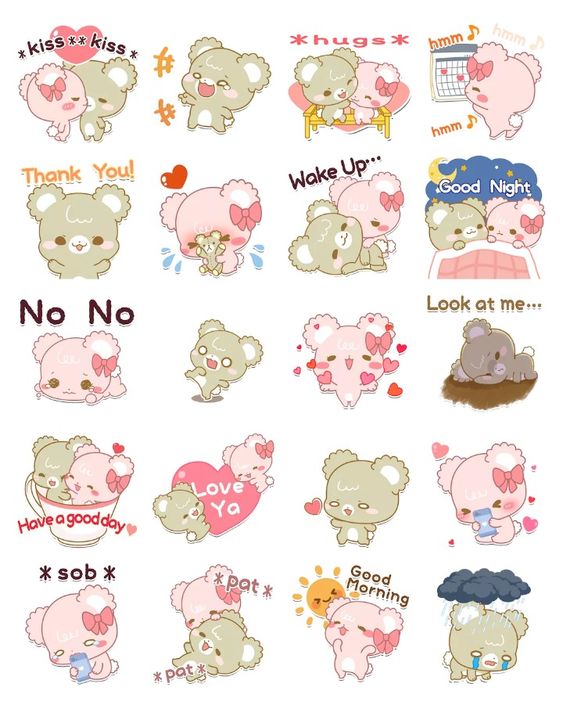 *kiss**kiss*
#
#
*hugs*
hmm ♪
hmm ♪
hmm ♪
Thank You!
Wake Up...
Good Night
No No
Look at me...
Have a good day
Love
Ya
*sob*
*pat*
*pat*
Good
Morning